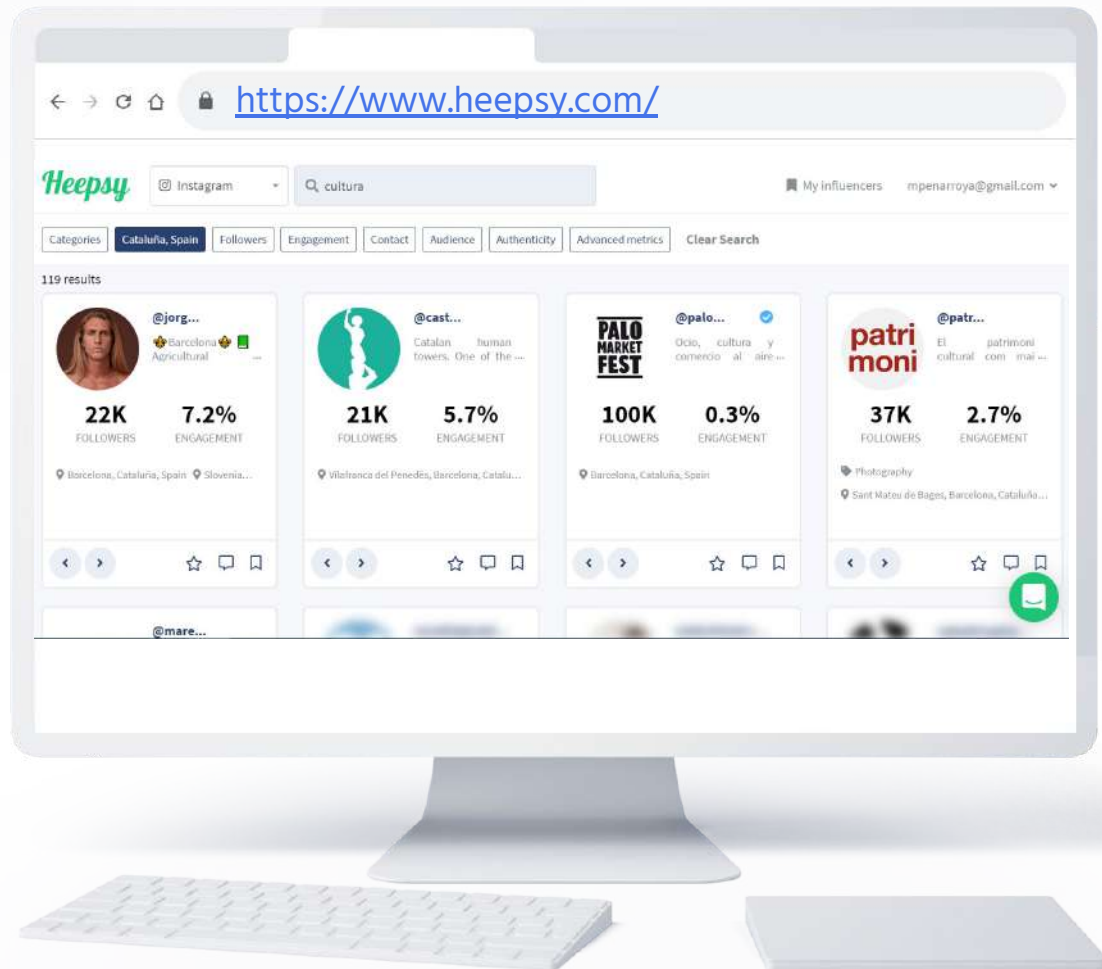 https://www.heepsy.com/
Heepsy
Instagram
cultura
My influencers
mpenarroya@gmail.com
Categories
Cataluña, Spain
Followers
Engagement
Contact
Audience
Authenticity
Advanced metrics
Clear Search
119 results
@jorg...
Barcelona
Agricultural ...
22K
7.2%
FOLLOWERS
ENGAGEMENT
Barcelona, Cataluña, Spain
Slovenia...
@cast...
Catalan human
towers. One of the ...
21K
5.7%
FOLLOWERS
ENGAGEMENT
Vilafranca del Penedès, Barcelona, Catalu...
PALO
MARKET
FEST
@palo...
Ocio, cultura y
comercio al aire ...
100K
0.3%
FOLLOWERS
ENGAGEMENT
Barcelona, Cataluña, Spain
patri
moni
@patr...
El patrimoni
cultural com mai ...
37K
2.7%
FOLLOWERS
ENGAGEMENT
Photography
Sant Mateu de Bages, Barcelona, Cataluña...
@mare...